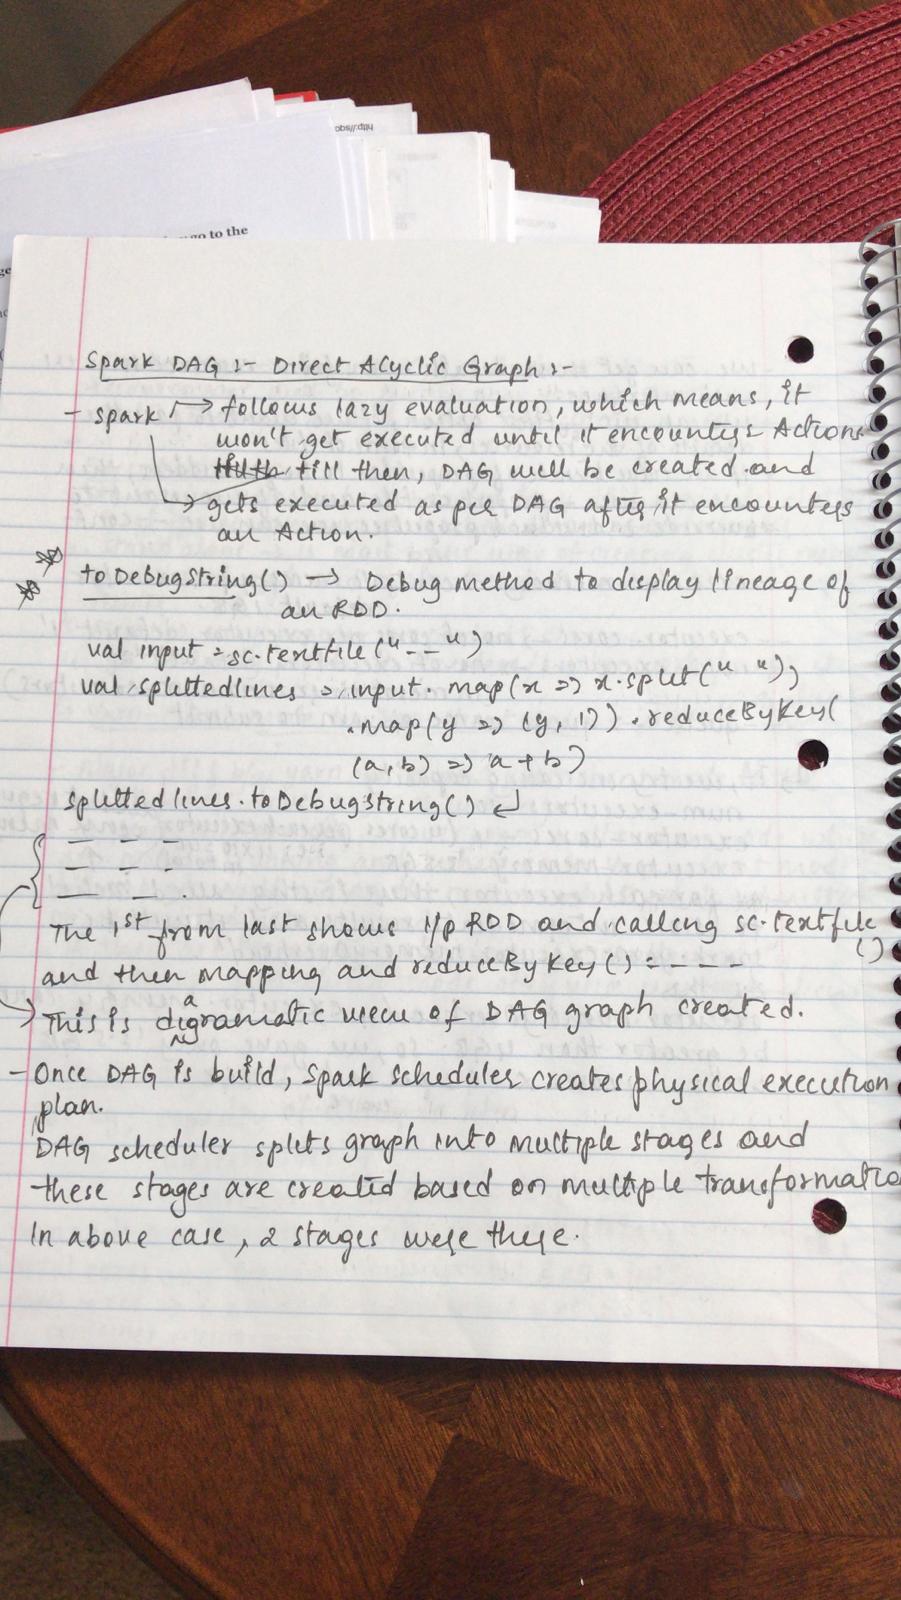 http://sqo
go to the
Spark DAG :- Direct Acyclic Graph :-
- Spark → follows lazy evaluation, which means, it
won't get executed until it encounters Actions
till then, DAG will be created and
→ gets executed as per DAG after it encounters
an Action.
toDebugString() → Debug method to display lineage of
an RDD.
val input = sc.textfile("-- ")
val splittedlines = input. map(x => x.split(" "))
.map(y => (y, 1)) . reduceByKey(
(a,b) => a + b)
splittedlines.toDebugString() ↵
The 1st from last shows i/p RDD and calling sc.textfile
()
and then mapping and reduceByKey() = - - - -
→ This is diagramatic view of DAG graph created.
- Once DAG is build, Spark scheduler creates physical execution
plan.
DAG scheduler splits graph into multiple stages and
these stages are created based on multiple transformatio
In above case, 2 stages were there.